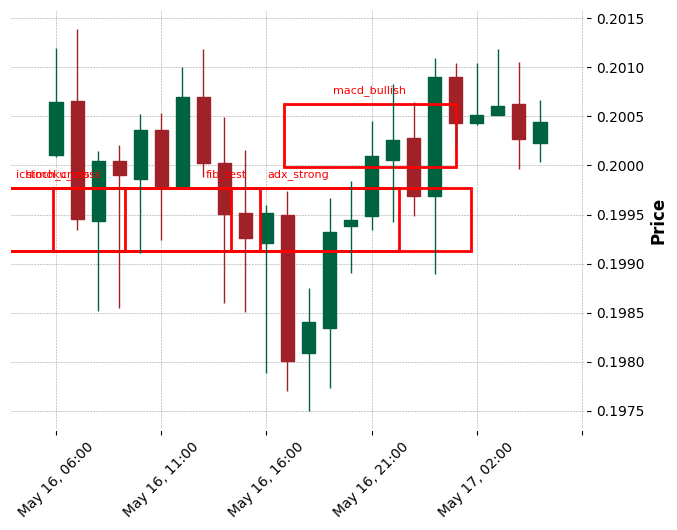 0.2015
0.2010
macd_bullish
0.2005
0.2000
fib_test
adx_strong
0.1995
0.1990
0.1985
0.1980
0.1975
Price
May 16, 06:00
May 16, 11:00
May 16, 16:00
May 16, 21:00
May 17, 02:00